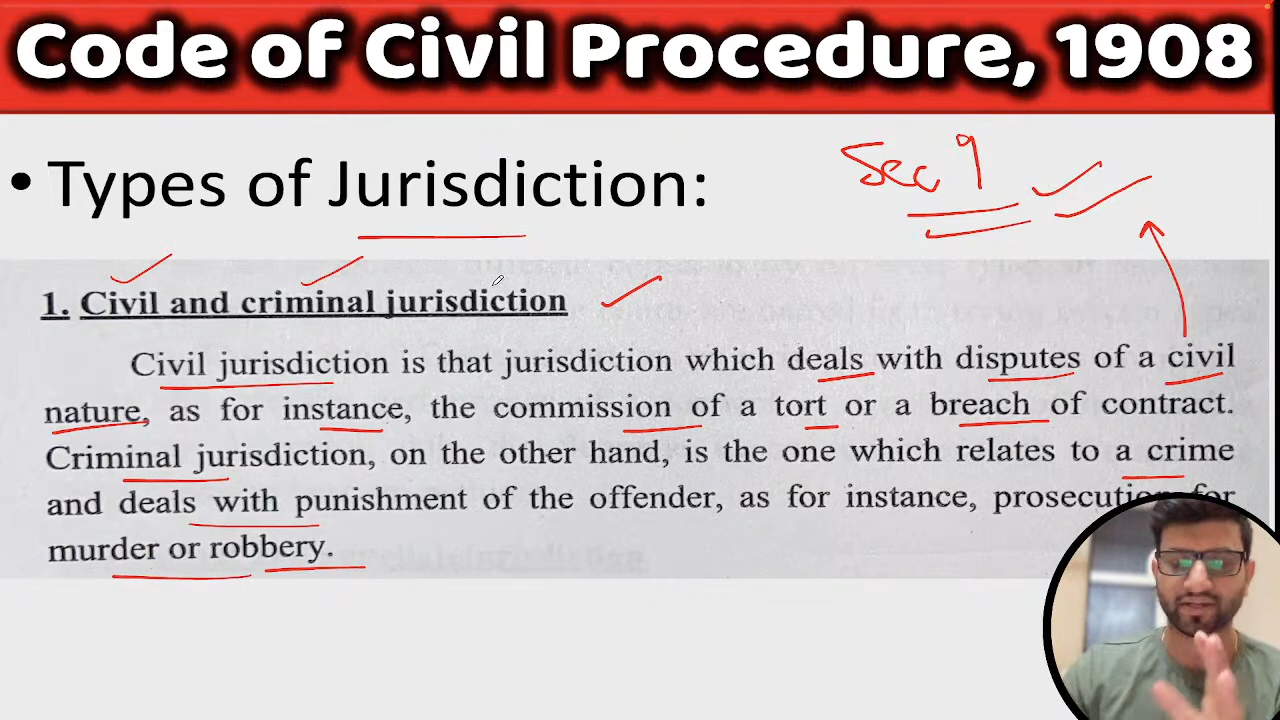 Code of Civil Procedure, 1908
• Types of Jurisdiction:
Sec 9
1. Civil and criminal jurisdiction
Civil jurisdiction is that jurisdiction which deals with disputes of a civil
nature, as for instance, the commission of a tort or a breach of contract.
Criminal jurisdiction, on the other hand, is the one which relates to a crime
and deals with punishment of the offender, as for instance, prosecution for
murder or robbery.